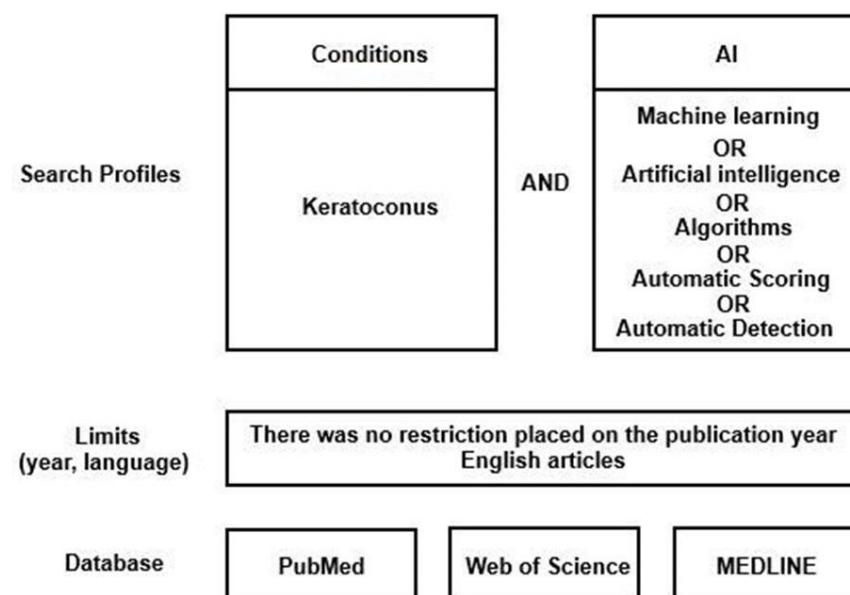 Conditions
AI
Search Profiles
Keratoconus
AND
Machine learning
OR
Artificial intelligence
OR
Algorithms
OR
Automatic Scoring
OR
Automatic Detection
Limits
(year, language)
There was no restriction placed on the publication year
English articles
Database
PubMed
Web of Science
MEDLINE